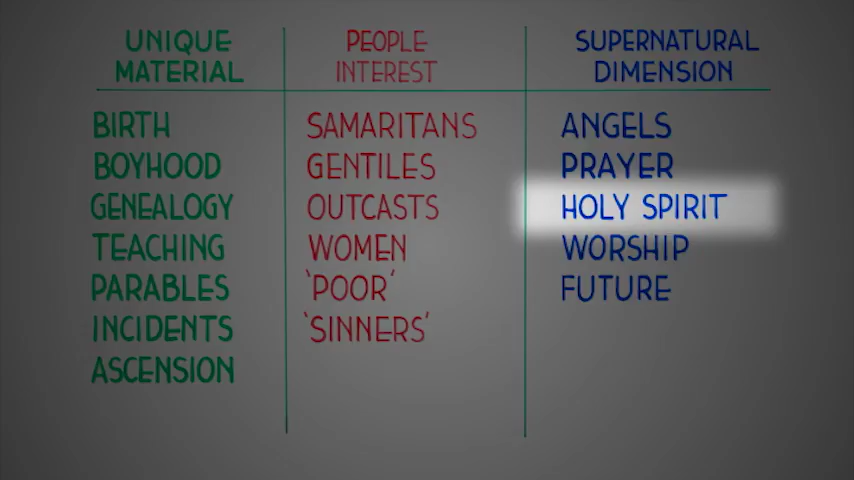 UNIQUE
MATERIAL
BIRTH
BOYHOOD
GENEALOGY
TEACHING
PARABLES
INCIDENTS
ASCENSION
PEOPLE
INTEREST
SAMARITANS
GENTILES
OUTCASTS
WOMEN
'POOR'
'SINNERS'
SUPERNATURAL
DIMENSION
ANGELS
PRAYER
HOLY SPIRIT
WORSHIP
FUTURE